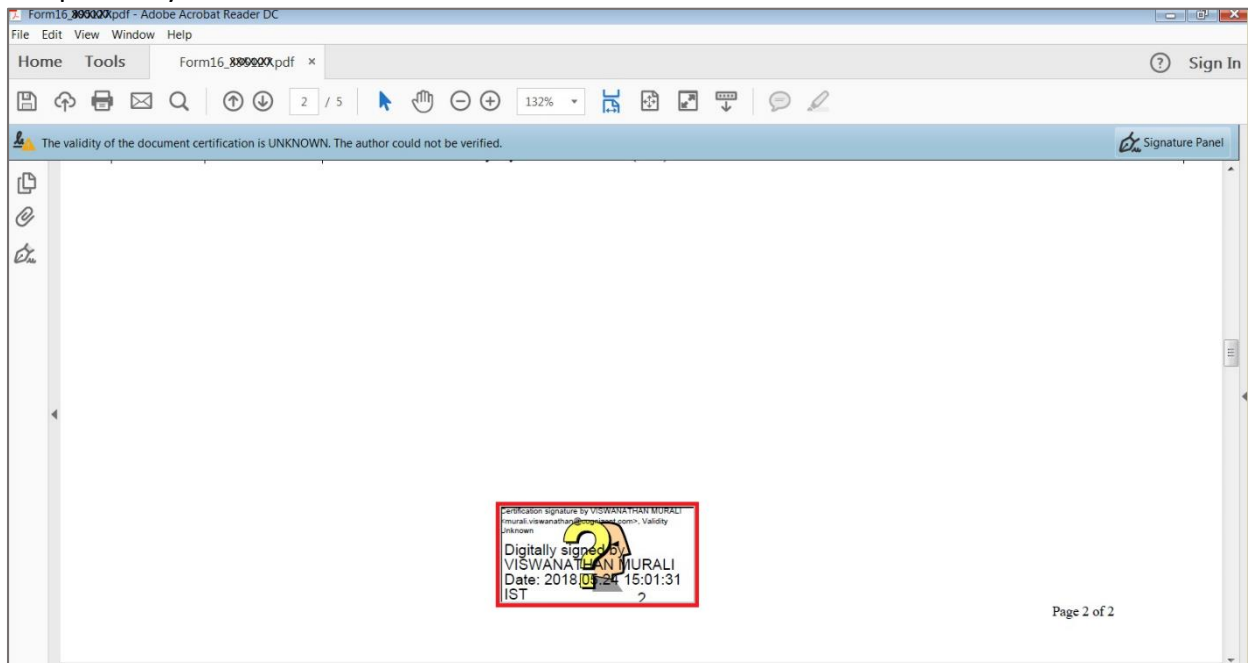 .pdf - Adobe Acrobat Reader DC
File Edit View Window Help
Home Tools .pdf × ? Sign In
2 / 5 132%
The validity of the document certification is UNKNOWN. The author could not be verified. Signature Panel
Certification signature by VISWANATHAN MURALI
<murali.viswanathan@cognizant.com>, Validity
Unknown
Digitally signed by
VISWANATHAN MURALI
Date: 2018.05.24 15:01:31
IST
?
Page 2 of 2